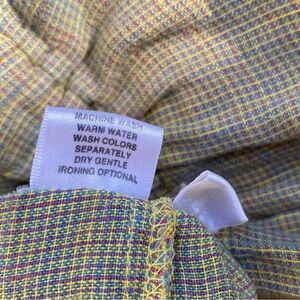 MACHINE WASH
WARM WATER
WASH COLORS
SEPARATELY
DRY GENTLE
IRONING OPTIONAL